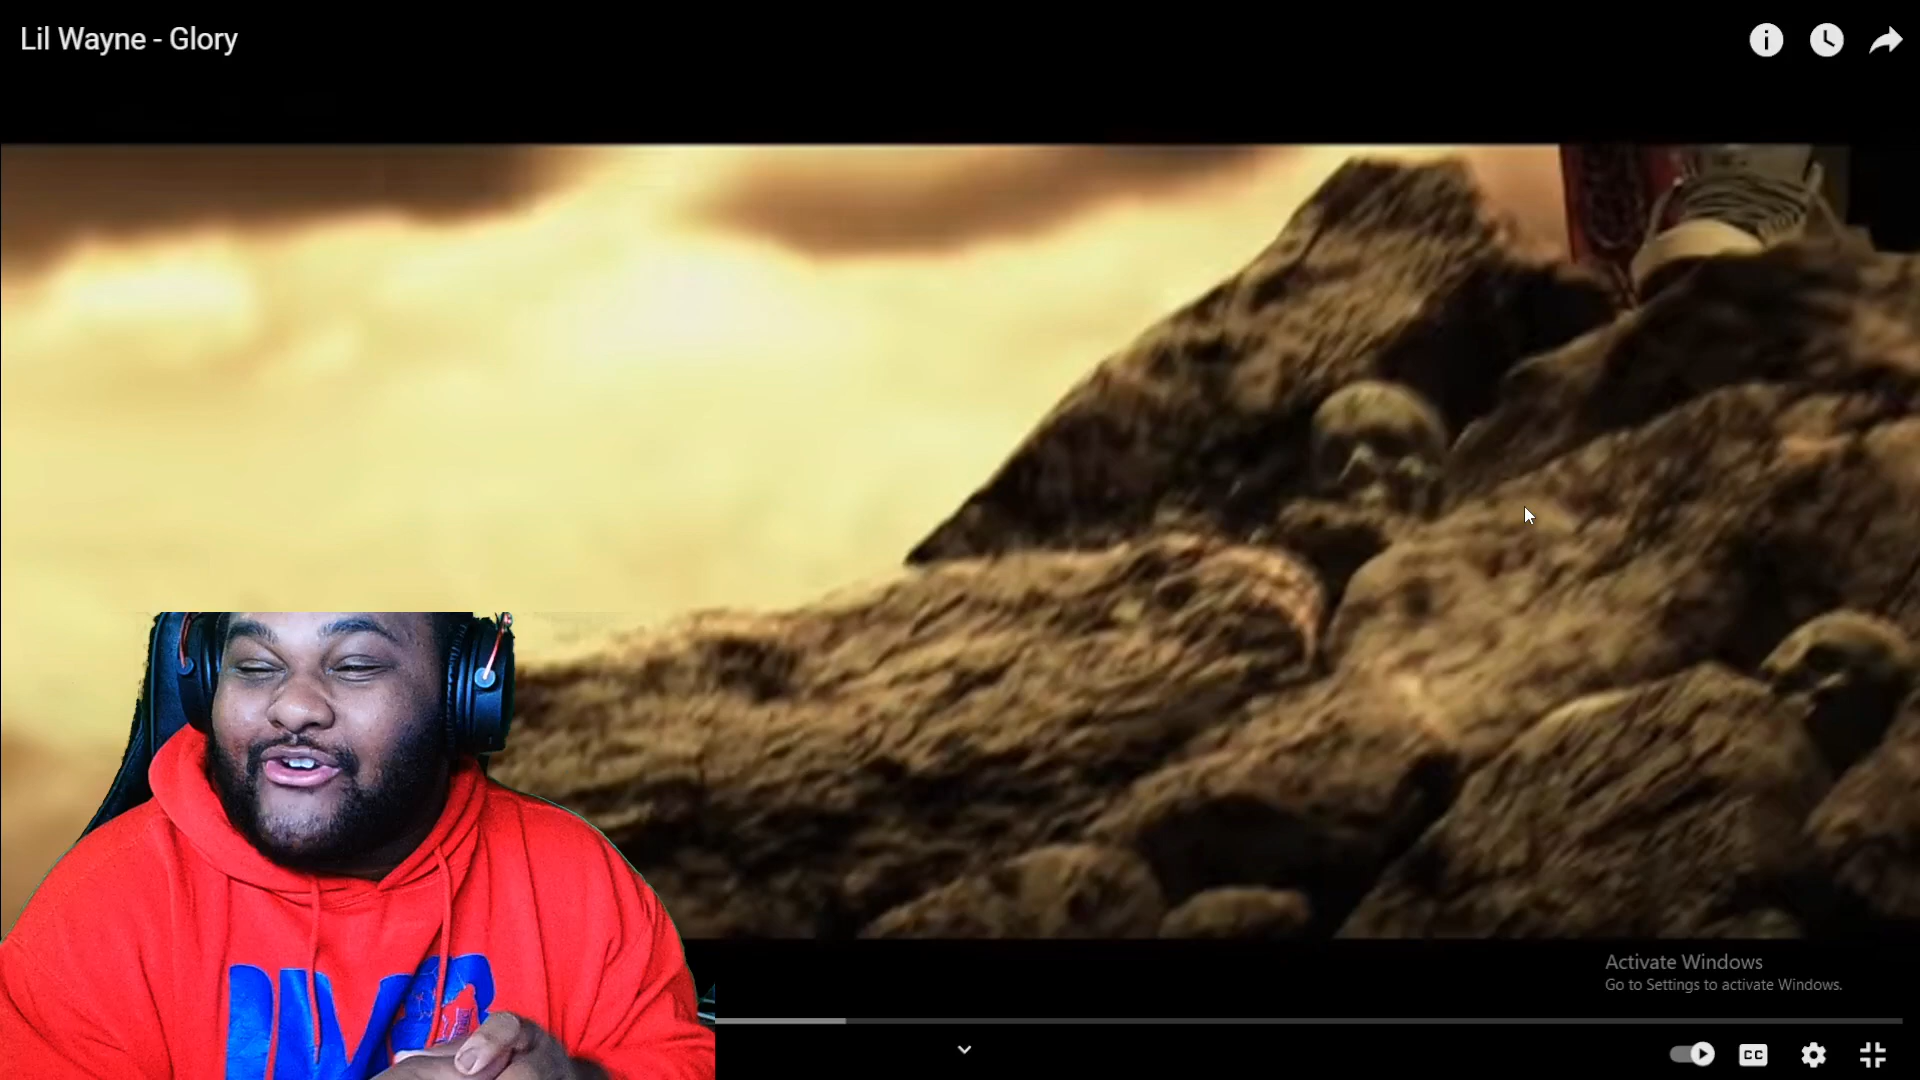 Lil Wayne - Glory
Activate Windows
Go to Settings to activate Windows.
CC